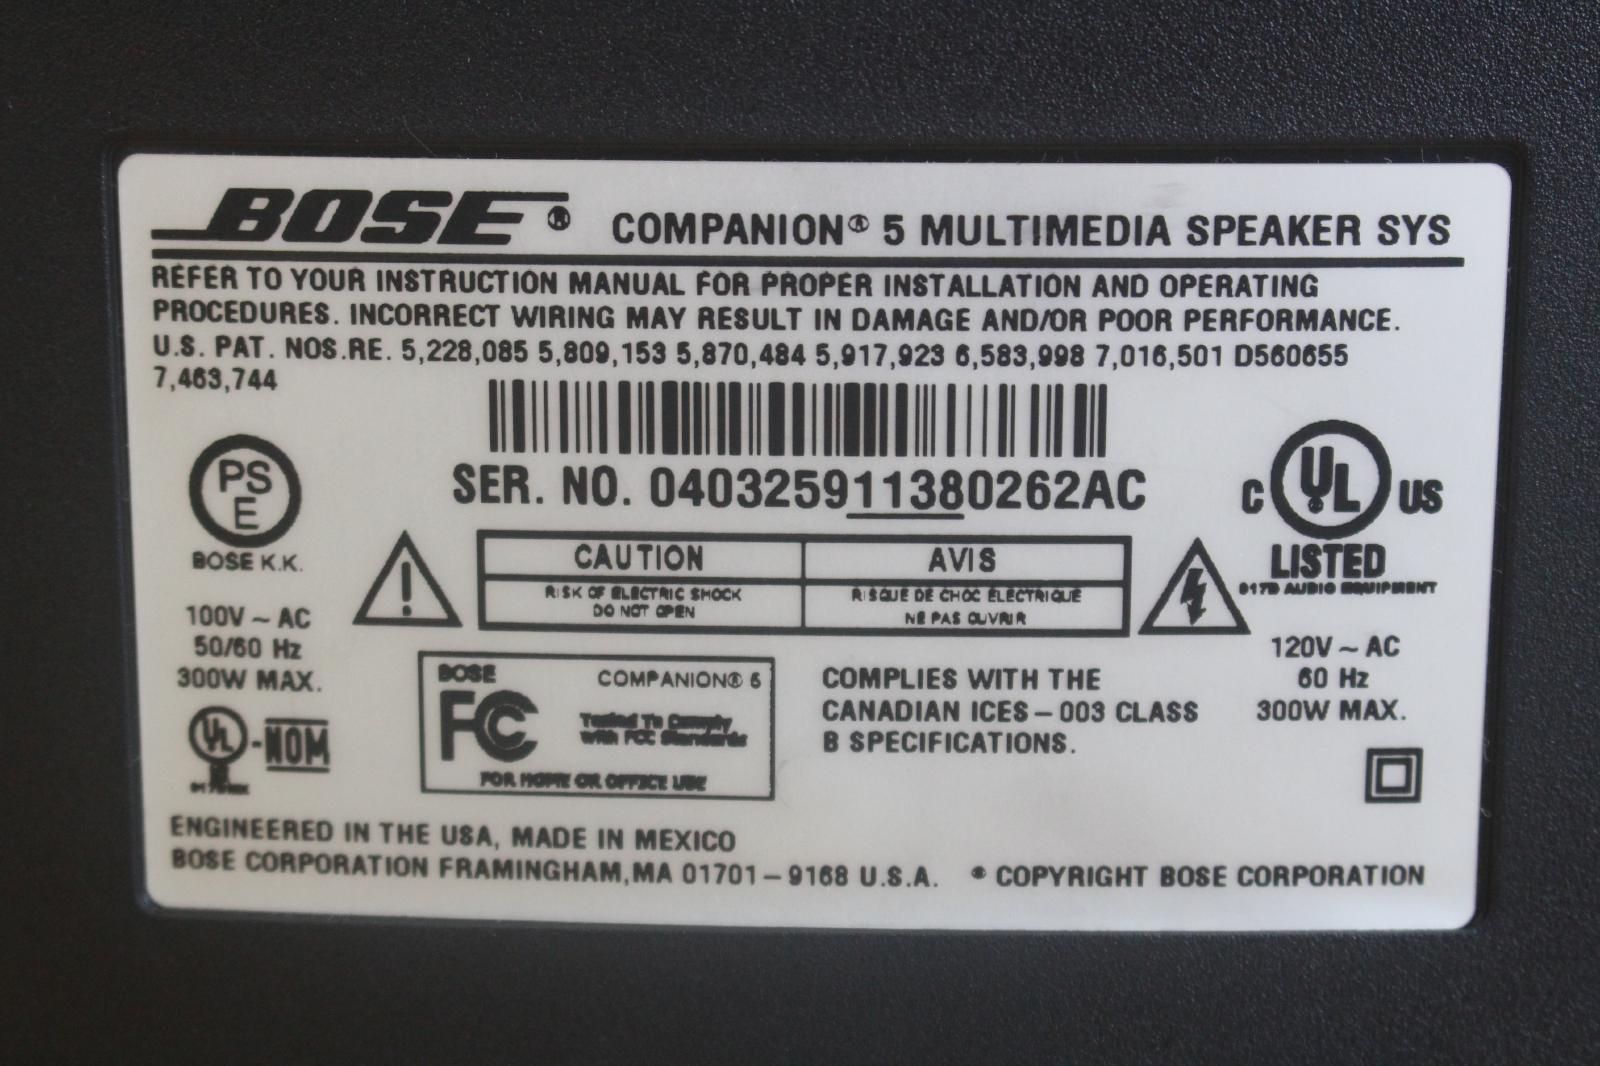 BOSE® COMPANION® 5 MULTIMEDIA SPEAKER SYS
REFER TO YOUR INSTRUCTION MANUAL FOR PROPER INSTALLATION AND OPERATING
PROCEDURES. INCORRECT WIRING MAY RESULT IN DAMAGE AND/OR POOR PERFORMANCE.
U.S. PAT. NOS.RE. 5,228,085 5,809,153 5,870,484 5,917,923 6,583,998 7,016,501 D560655
7,463,744
SER. NO. 040325911380262AC
PS
E
BOSE K.K.
100V ~ AC
50/60 Hz
300W MAX.
UL - NOM
!
CAUTION
RISK OF ELECTRIC SHOCK
DO NOT OPEN
AVIS
RISQUE DE CHOC ELECTRIQUE
NE PAS OUVRIR
C UL US
LISTED
917D AUDIO EQUIPMENT
120V ~ AC
60 Hz
300W MAX.
BOSE COMPANION® 5
FC Tested To Comply
with FCC Standards
FOR HOME OR OFFICE USE
COMPLIES WITH THE
CANADIAN ICES – 003 CLASS
B SPECIFICATIONS.
ENGINEERED IN THE USA, MADE IN MEXICO
BOSE CORPORATION FRAMINGHAM, MA 01701 – 9168 U.S.A. © COPYRIGHT BOSE CORPORATION